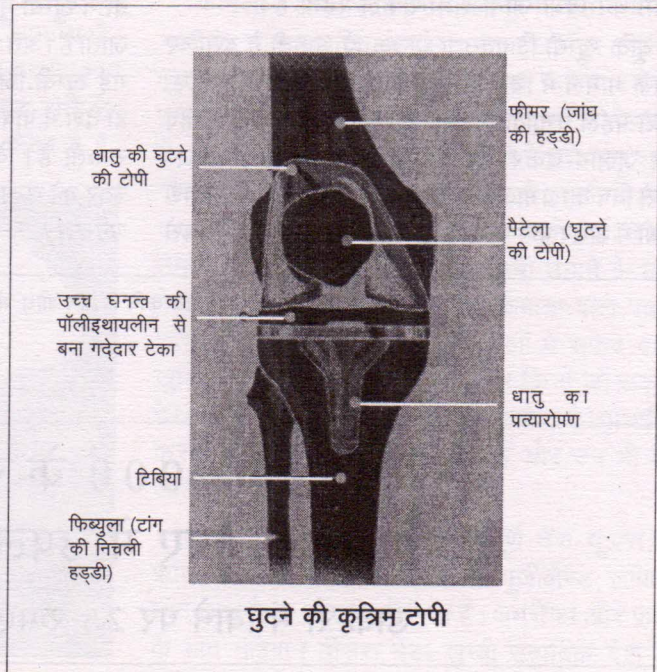 फीमर (जांघ
की हड्डी)
धातु की घुटने
की टोपी
पैटेला (घुटने
की टोपी)
उच्च घनत्व की
पॉलीइथायलीन से
बना गद्देदार टेका
धातु का
प्रत्यारोपण
टिबिया
फिब्युला (टांग
की निचली
हड्डी)
घुटने की कृत्रिम टोपी